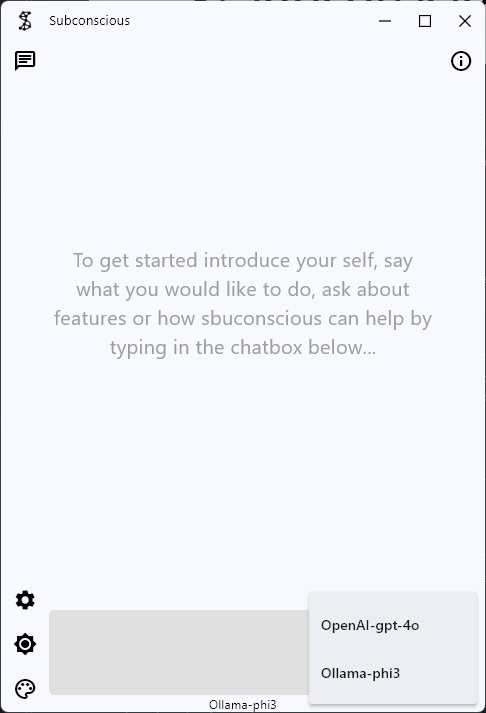 Subconscious
To get started introduce your self, say
what you would like to do, ask about
features or how sbuconscious can help by
typing in the chatbox below...
OpenAI-gpt-4o
Ollama-phi3
Ollama-phi3